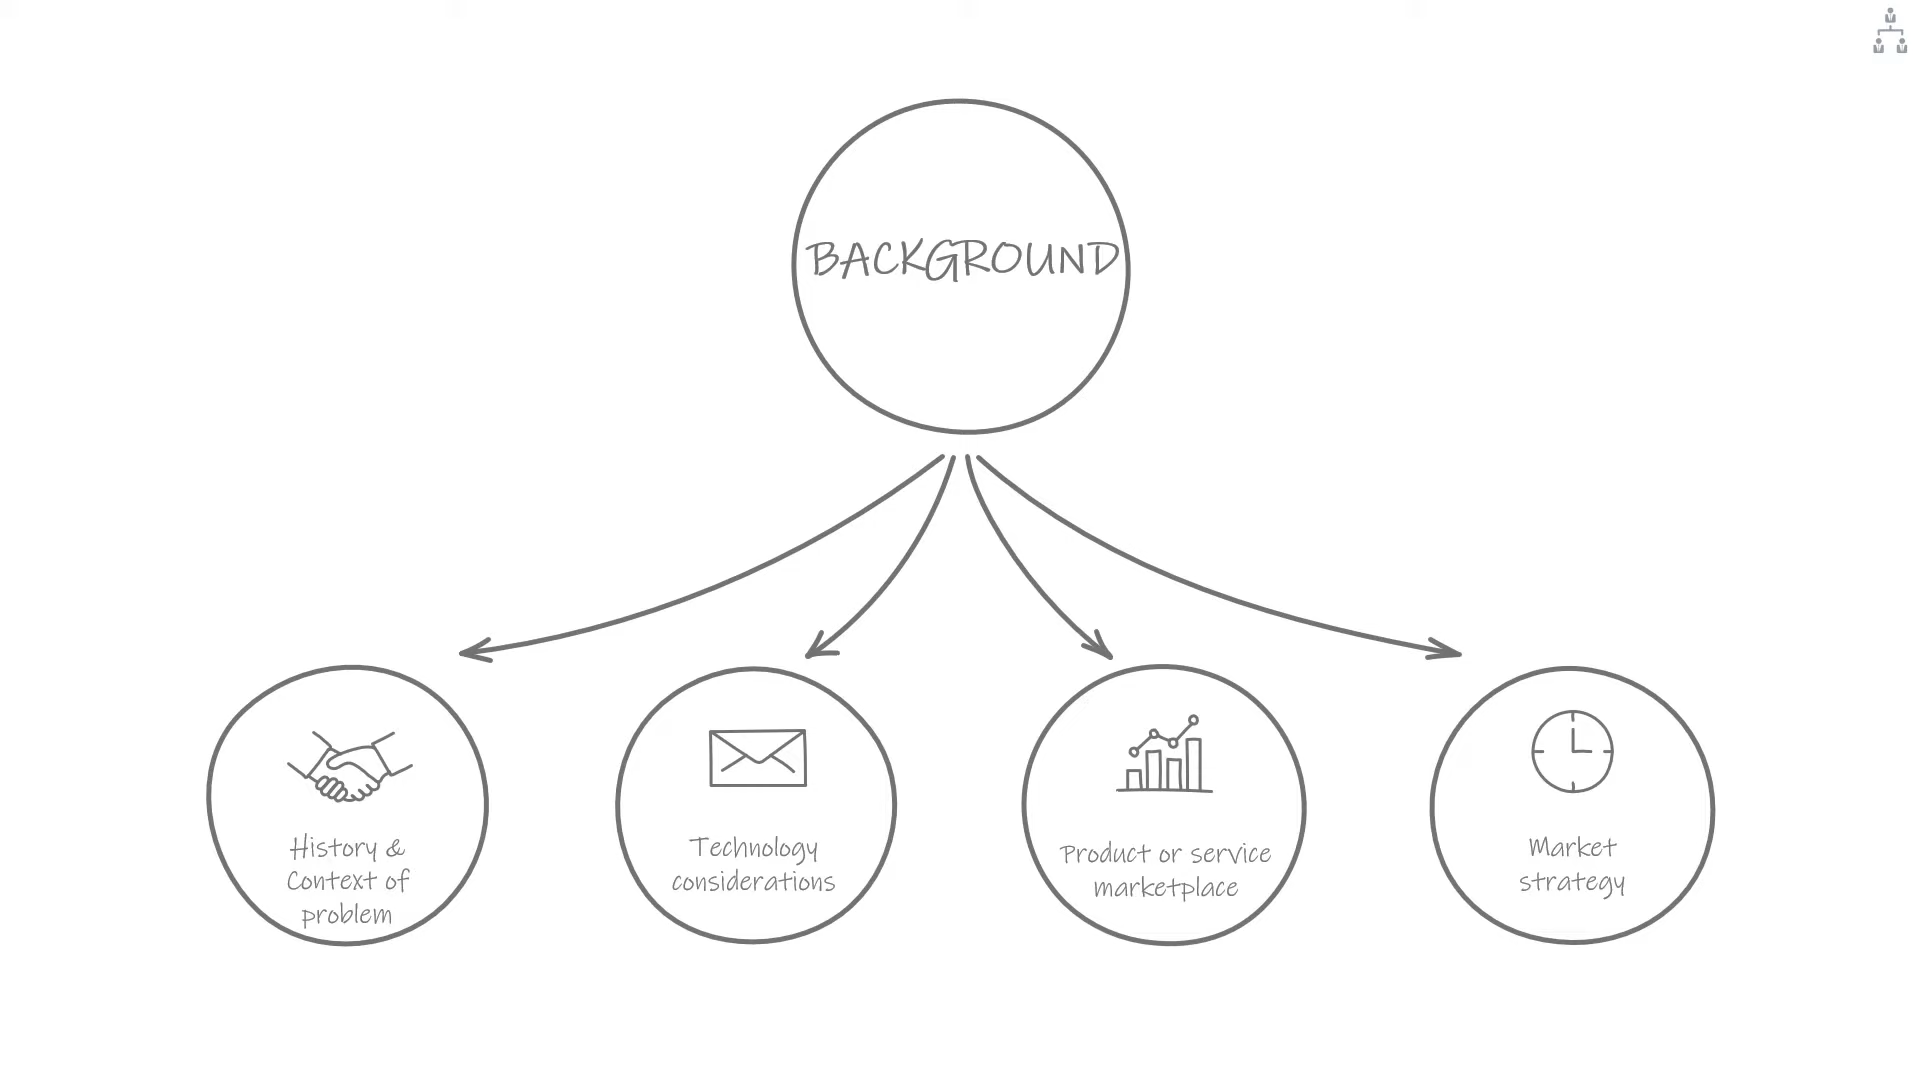 BACKGROUND
History &
Context of
problem
Technology
considerations
Product or service
marketplace
Market
strategy